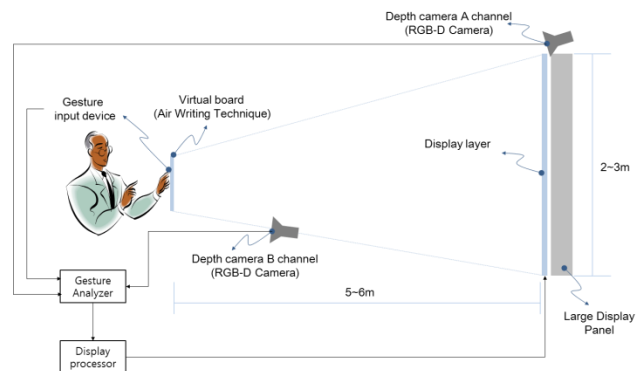 Depth camera A channel
(RGB-D Camera)
Gesture
input device
Virtual board
(Air Writing Technique)
Display layer
2~3m
Depth camera B channel
(RGB-D Camera)
Gesture
Analyzer
5~6m
Large Display
Panel
Display
processor